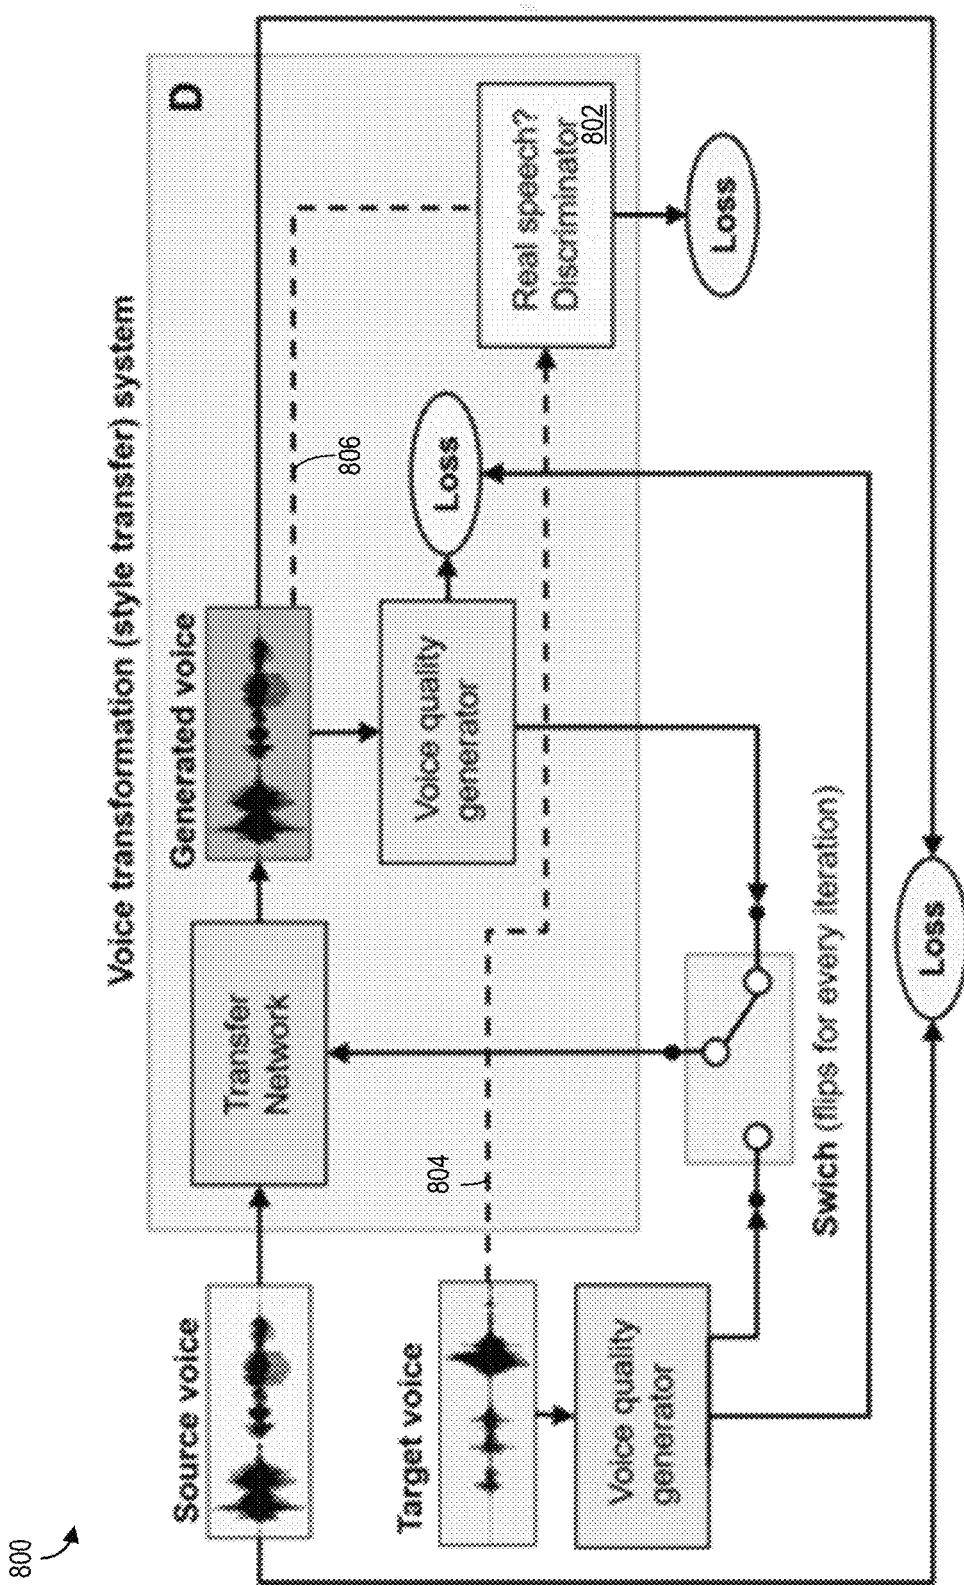 800
Voice transformation (style transfer) system
D
Source voice
Transfer
Network
Generated voice
806
Real speech?
Discriminator
802
Loss
Target voice
804
Voice quality
generator
Loss
Voice quality
generator
Swich (flips for every iteration)
Loss